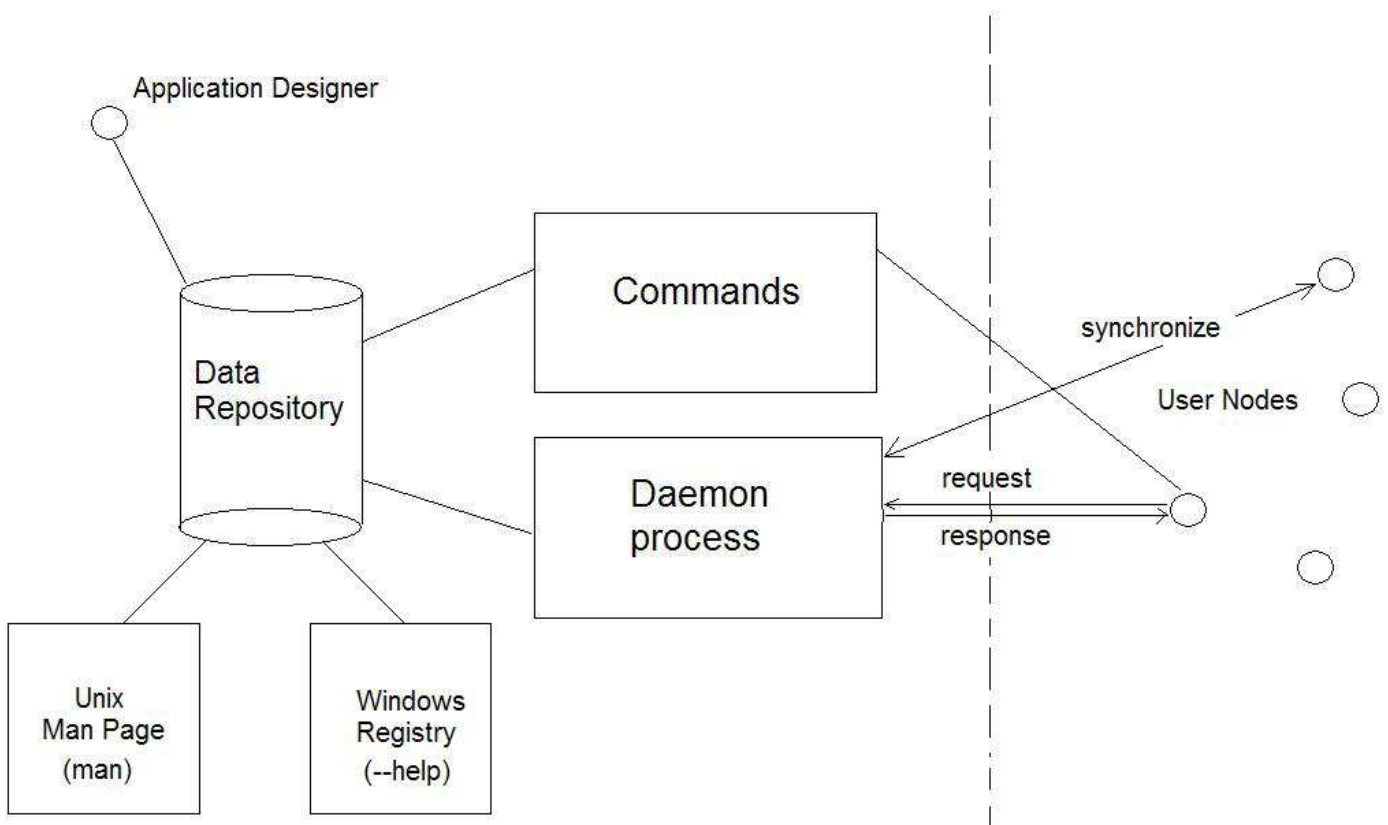 Application Designer
Commands
synchronize
Data
Repository
User Nodes
Daemon
process
request
response
Unix
Man Page
(man)
Windows
Registry
(--help)